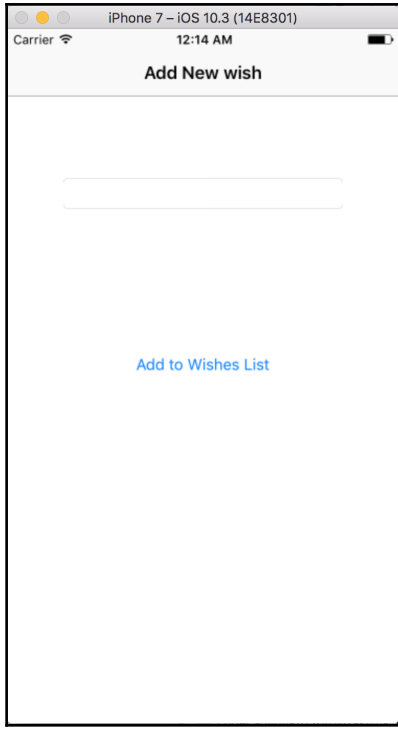 iPhone 7 – iOS 10.3 (14E8301)
Carrier 12:14 AM
Add New wish
Add to Wishes List